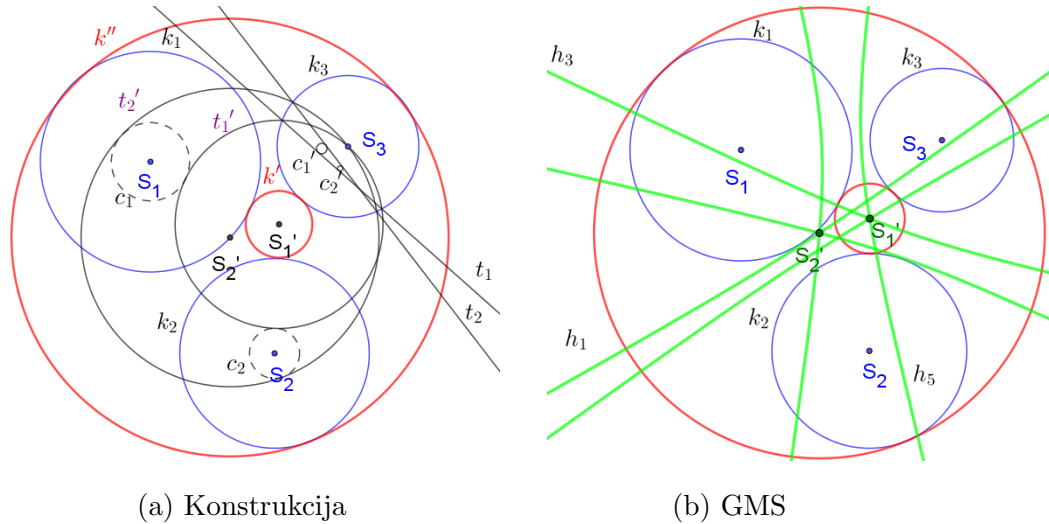 k''
k₁
k₃
t₂'
t₁'
S₃
c₁'
c₂'
S₁
c₁
k'
S₁'
S₂'
t₁
t₂
k₂
c₂
S₂
(a) Konstrukcija
k₁
h₃
k₃
S₁
S₃
S₁'
S₂'
k₂
h₁
S₂
h₅
(b) GMS